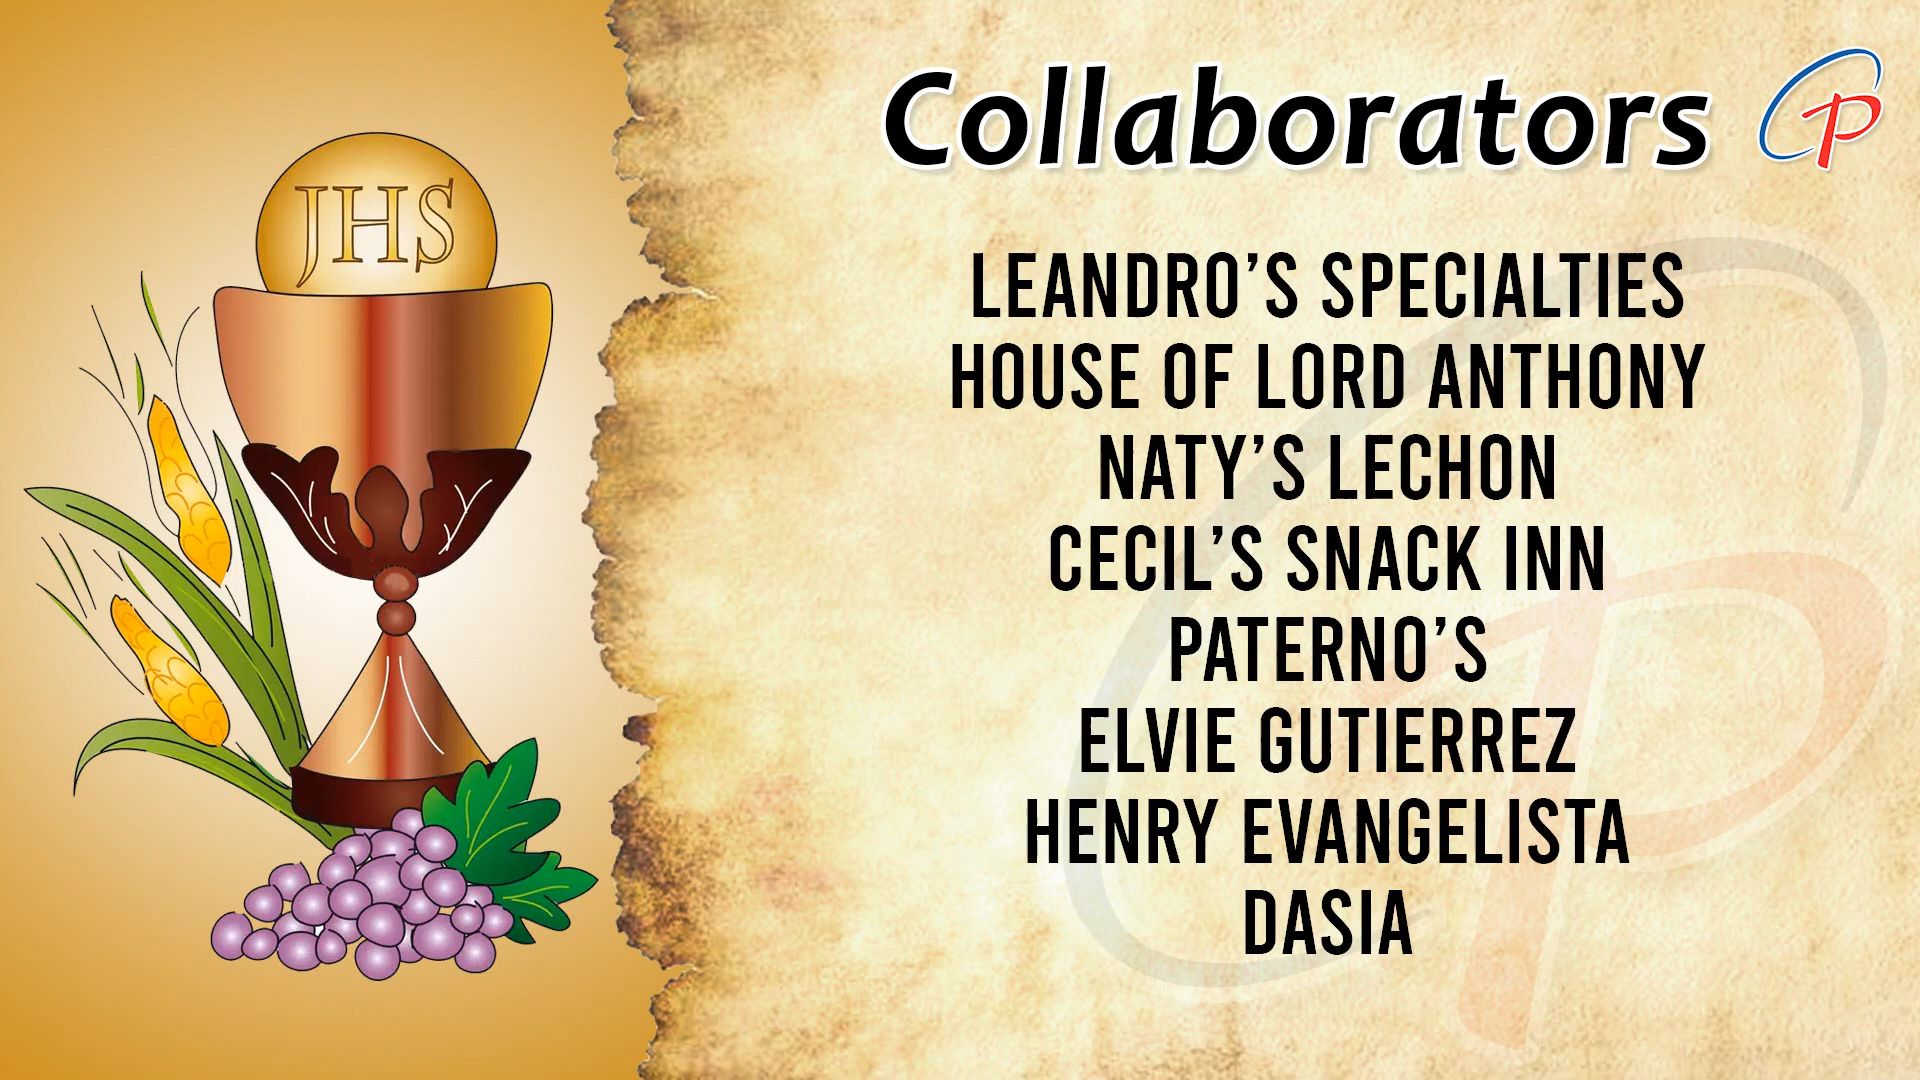 JHS
Collaborators
CP
LEANDRO’S SPECIALTIES
HOUSE OF LORD ANTHONY
NATY’S LECHON
CECIL’S SNACK INN
PATERNO’S
ELVIE GUTIERREZ
HENRY EVANGELISTA
DASIA